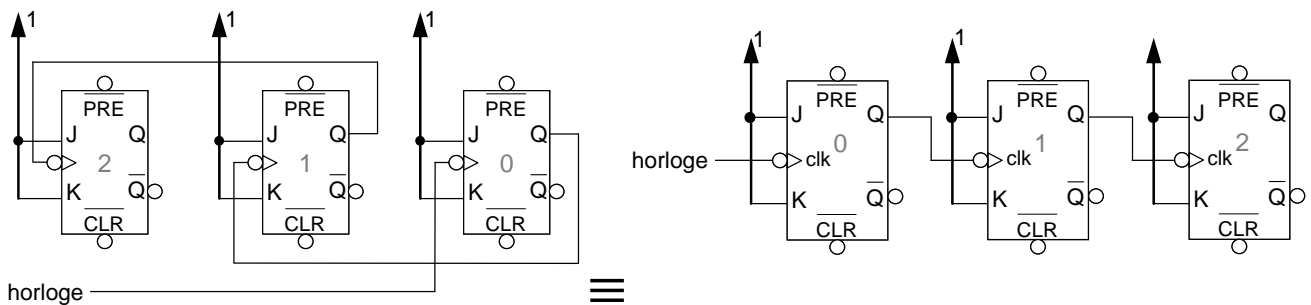 1 1 1
PRE PRE PRE
J Q J Q J Q
2 1 0
K Q K Q K Q
CLR CLR CLR
horloge
≡
1 1
PRE PRE PRE
J Q J Q J Q
0 1 2
horloge clk clk clk
K Q K Q K Q
CLR CLR CLR